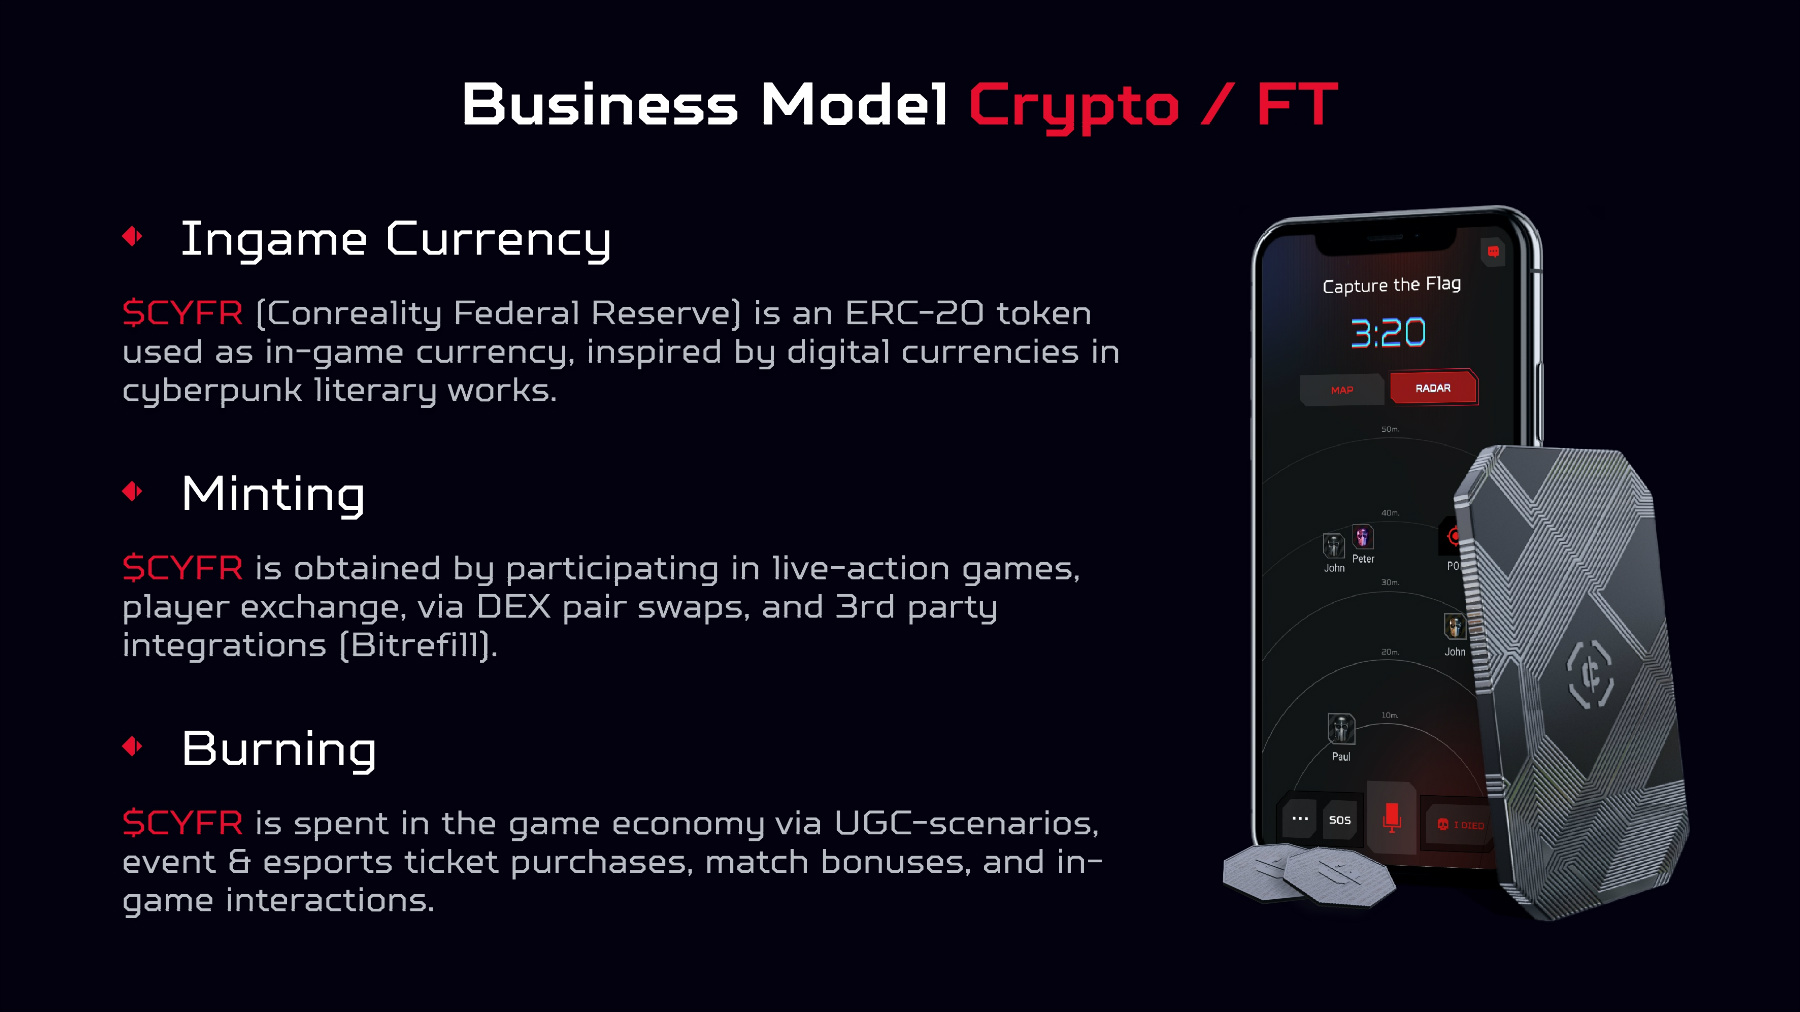 Business Model Crypto / FT
Ingame Currency
$CYFR (Conreality Federal Reserve) is an ERC-20 token
used as in-game currency, inspired by digital currencies in
cyberpunk literary works.
Minting
$CYFR is obtained by participating in live-action games,
player exchange, via DEX pair swaps, and 3rd party
integrations (Bitrefill).
Burning
$CYFR is spent in the game economy via UGC-scenarios,
event & esports ticket purchases, match bonuses, and in-
game interactions.
Capture the Flag
3:20
MAP
RADAR
50m.
40m.
John
Peter
PO
30m.
John
20m.
10m.
Paul
SOS
I DIED